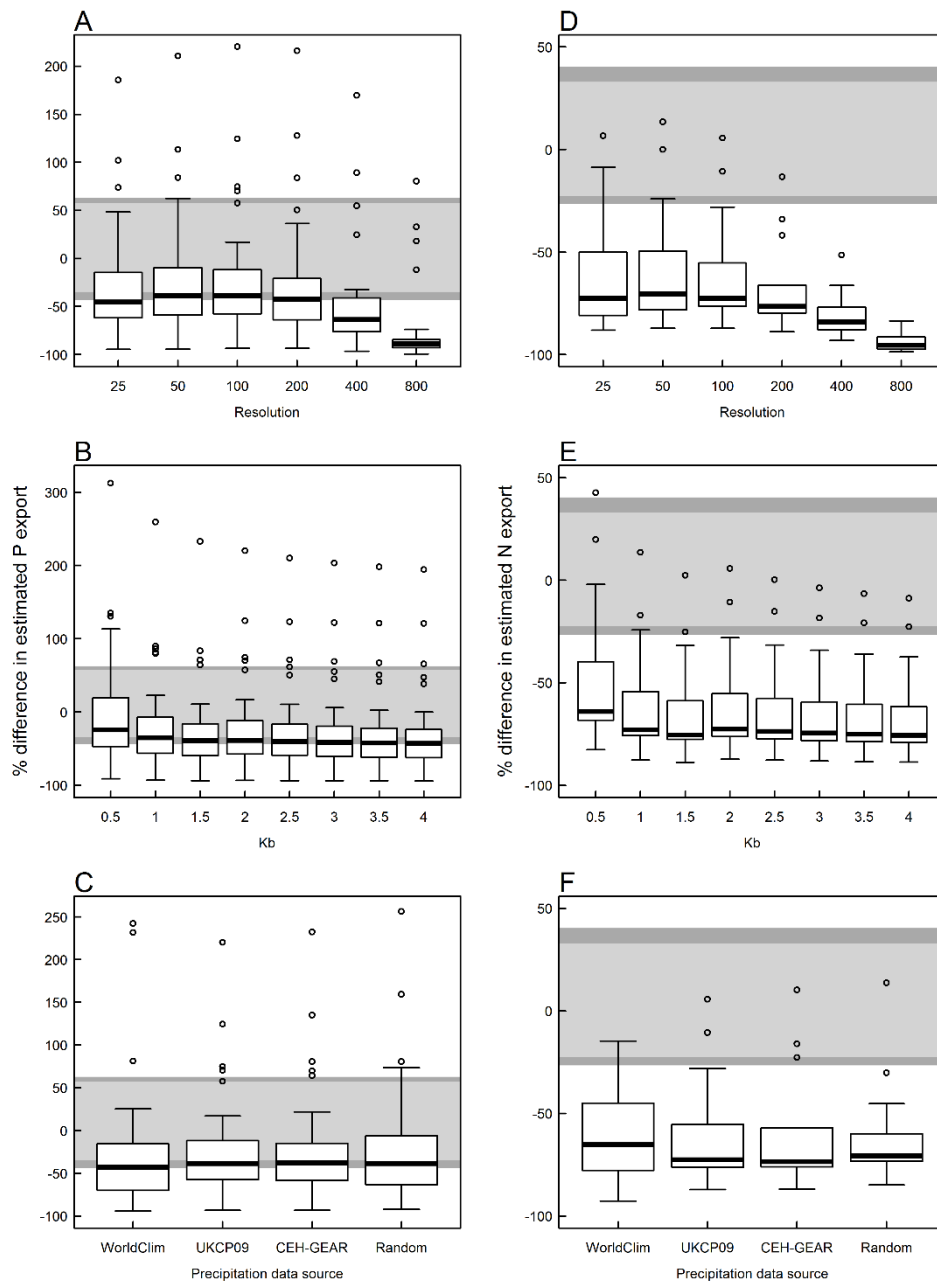 A
200
150
100
50
0
-50
-100
25 50 100 200 400 800
Resolution
D
50
0
-50
-100
25 50 100 200 400 800
Resolution
B
% difference in estimated P export
300
200
100
0
-100
0.5 1 1.5 2 2.5 3 3.5 4
Kb
E
% difference in estimated N export
50
0
-50
-100
0.5 1 1.5 2 2.5 3 3.5 4
Kb
C
250
200
150
100
50
0
-50
-100
WorldClim UKCP09 CEH-GEAR Random
Precipitation data source
F
50
0
-50
-100
WorldClim UKCP09 CEH-GEAR Random
Precipitation data source